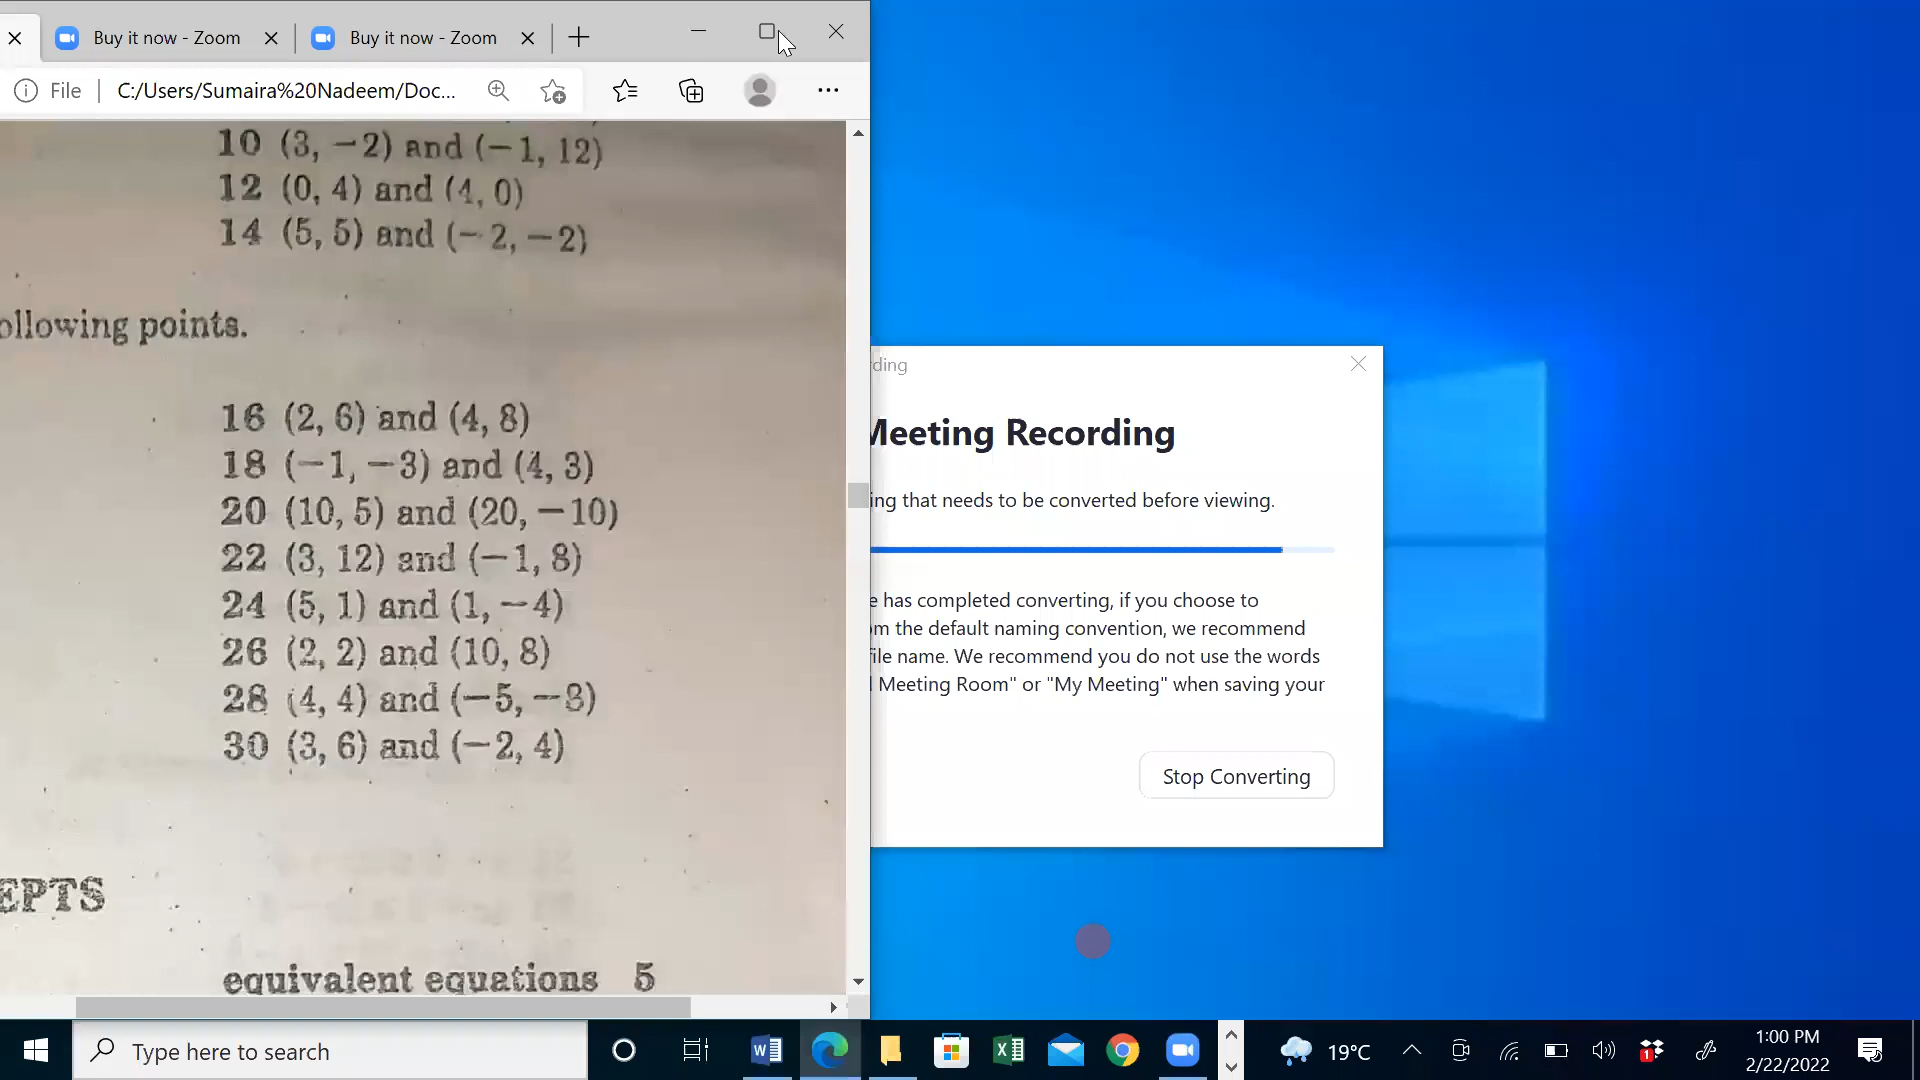 Buy it now - Zoom
Buy it now - Zoom
File
C:/Users/Sumaira%20Nadeem/Doc...
10 (3, −2) and (−1, 12)
12 (0, 4) and (4, 0)
14 (5, 5) and (−2, −2)
ollowing points.
16 (2, 6) and (4, 8)
18 (−1, −3) and (4, 3)
20 (10, 5) and (20, −10)
22 (3, 12) and (−1, 8)
24 (5, 1) and (1, −4)
26 (2, 2) and (10, 8)
28 (4, 4) and (−5, −8)
30 (3, 6) and (−2, 4)
EPTS
equivalent equations 5
rding
Meeting Recording
ing that needs to be converted before viewing.
e has completed converting, if you choose to
om the default naming convention, we recommend
file name. We recommend you do not use the words
l Meeting Room" or "My Meeting" when saving your
Stop Converting
Type here to search
19°C
1
1:00 PM
2/22/2022